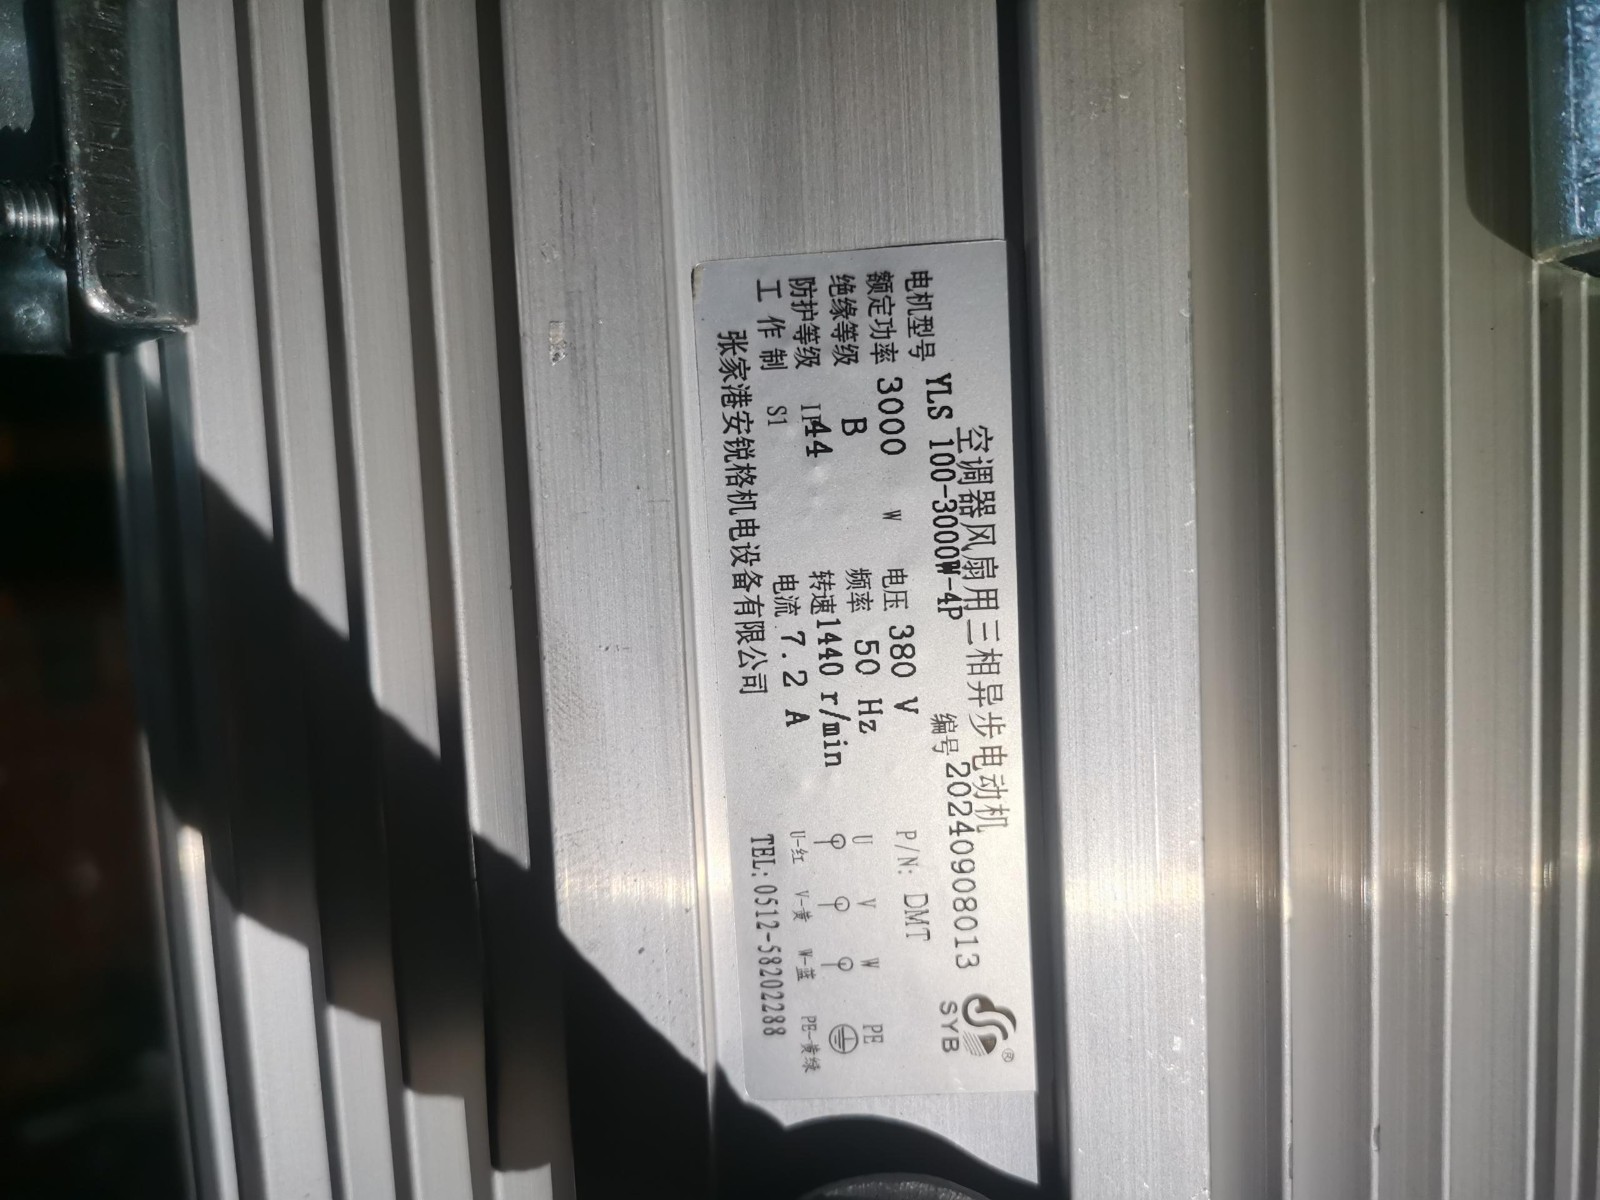 空调器风扇用三相异步电动机
SYB
电机型号 YLS 100-3000W-4P 编号 202409080013
额定功率 3000 W 电压 380 V P/N: DMT
绝缘等级 B 频率 50 Hz U V W PE
防护等级 IP44 转速 1440 r/min
工作制 S1 电流 7.2 A U-红 V-黄 W-蓝 PE-黄绿
张家港安锐格机电设备有限公司 TEL: 0512-58202288